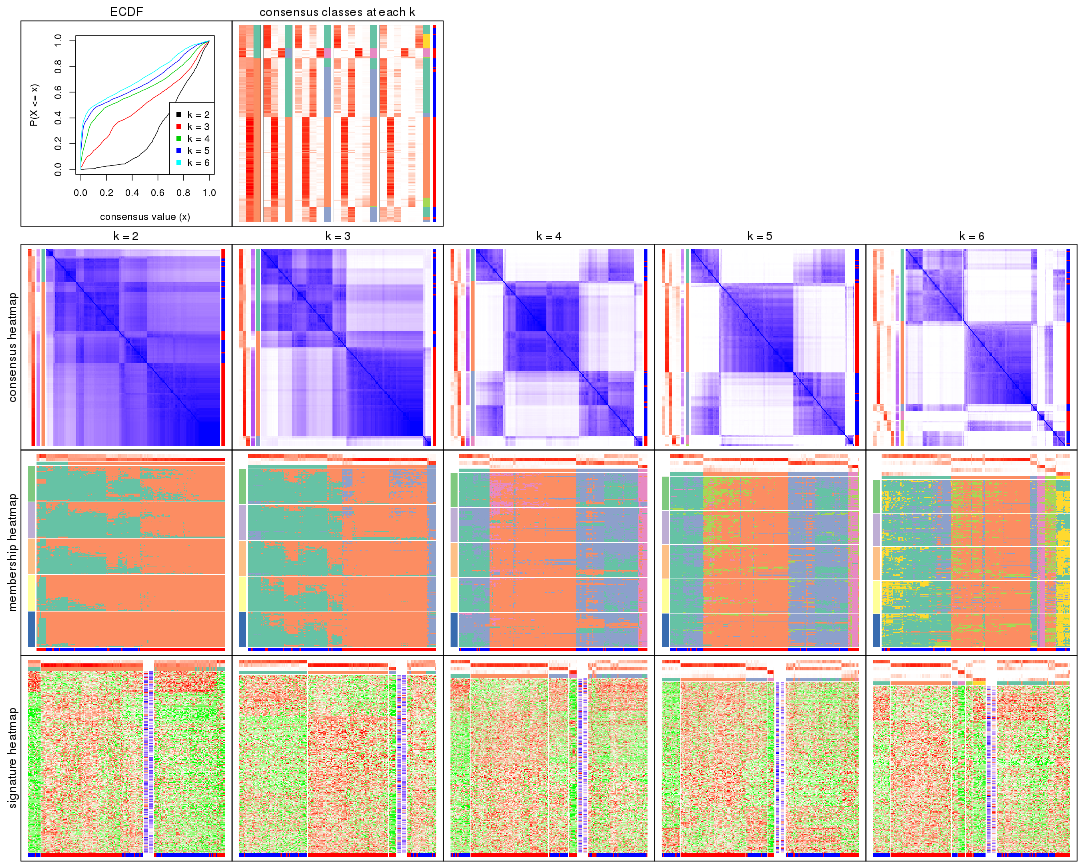 ECDF
consensus classes at each k
P(X <= x)
0.0 0.2 0.4 0.6 0.8 1.0
k = 2
k = 3
k = 4
k = 5
k = 6
0.0 0.2 0.4 0.6 0.8 1.0
consensus value (x)
k = 2 k = 3 k = 4 k = 5 k = 6
consensus heatmap
membership heatmap
signature heatmap